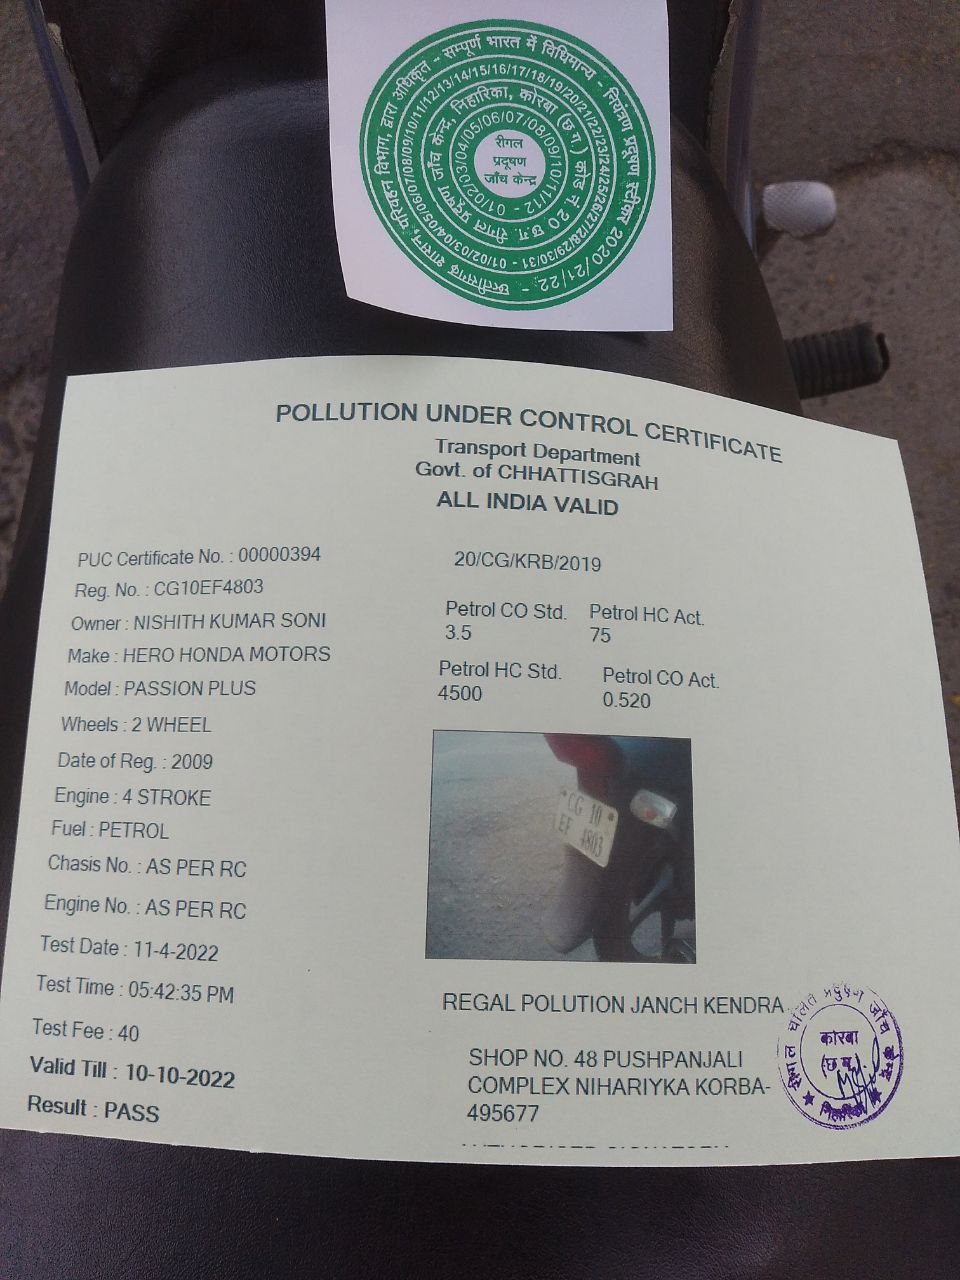 छत्तीसगढ़ शासन, परिवहन विभाग, द्वारा अधिकृत - सम्पूर्ण भारत में विधिमान्य - नियंत्रण प्रदूषण स्टीकर 2020/21/22 -
01/02/03/04/05/06/07/08/09/10/11/12/13/14/15/16/17/18/19/20/21/22/23/24/25/26/27/28/29/30/31 -
रीगल प्रदूषण जाँच केन्द्र, निहारिका, कोरबा (छ.ग.) कोड नं. 20 छ.ग.
01/02/03/04/05/06/07/08/09/10/11/12 -
रीगल
प्रदूषण
जाँच केन्द्र
POLLUTION UNDER CONTROL CERTIFICATE
Transport Department
Govt. of CHHATTISGRAH
ALL INDIA VALID
PUC Certificate No. : 00000394
20/CG/KRB/2019
Reg. No. : CG10EF4803
Owner : NISHITH KUMAR SONI
Make : HERO HONDA MOTORS
Model : PASSION PLUS
Wheels : 2 WHEEL
Date of Reg. : 2009
Engine : 4 STROKE
Fuel : PETROL
Chasis No. : AS PER RC
Engine No. : AS PER RC
Test Date : 11-4-2022
Test Time : 05:42:35 PM
Test Fee : 40
Valid Till : 10-10-2022
Result : PASS
Petrol CO Std. Petrol HC Act.
3.5 75
Petrol HC Std. Petrol CO Act.
4500 0.520
CG 10
EF 4803
REGAL POLUTION JANCH KENDRA
SHOP NO. 48 PUSHPANJALI
COMPLEX NIHARIYKA KORBA-
495677
प्रदुषण जाँच केन्द्र
कोरबा